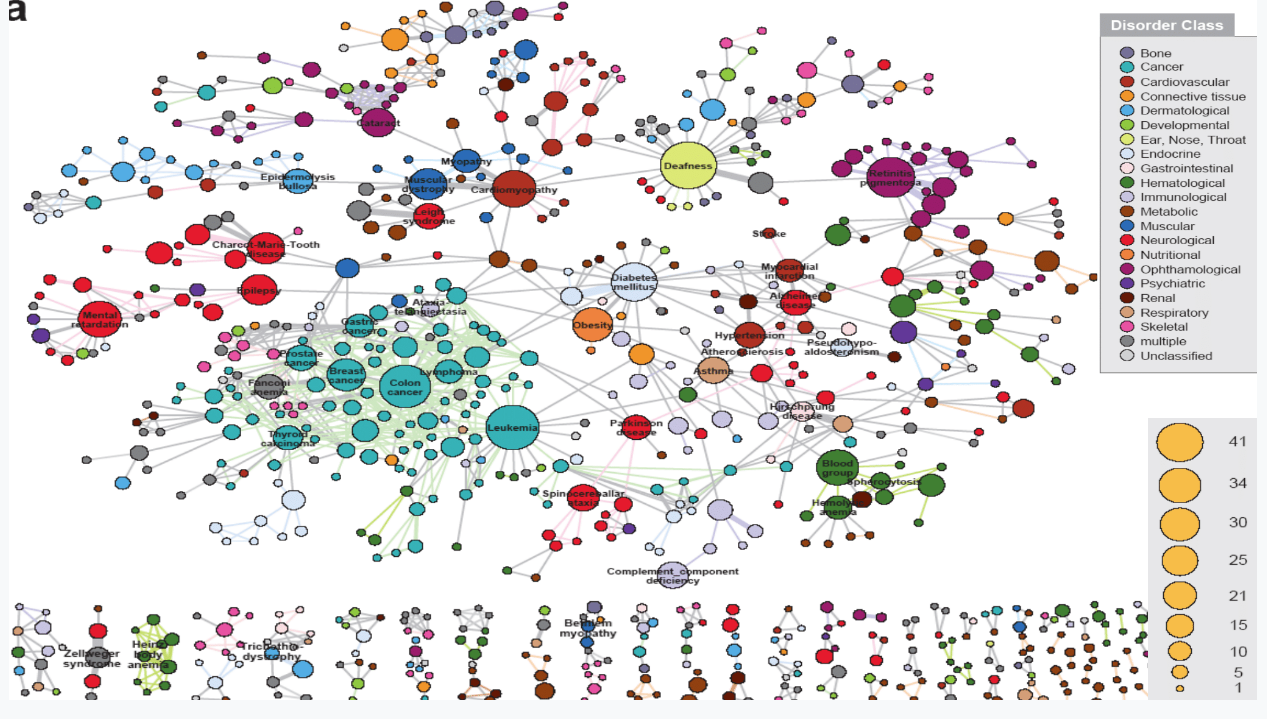 a
Disorder Class
Bone
Cancer
Cardiovascular
Connective tissue
Dermatological
Developmental
Ear, Nose, Throat
Endocrine
Gastrointestinal
Hematological
Immunological
Metabolic
Muscular
Neurological
Nutritional
Ophthamological
Psychiatric
Renal
Respiratory
Skeletal
multiple
Unclassified
41
34
30
25
21
15
10
5
1
Cataract
Myopathy
Deafness
Epidermolysis
bullosa
Muscular
dystrophy
Cardiomyopathy
Retinitis
pigmentosa
Leigh
syndrome
Charcot-Marie-Tooth
disease
Stroke
Epilepsy
Diabetes
mellitus
Myocardial
infarction
Mental
retardation
Ataxia-
telangiectasia
Alzheimer
disease
Gastric
cancer
Obesity
Hypertension
Pseudohypo-
aldosteronism
Prostate
cancer
Atherosclerosis
Breast
cancer
Lymphoma
Asthma
Fanconi
anemia
Colon
cancer
Hirschprung
disease
Thyroid
carcinoma
Leukemia
Parkinson
disease
Blood
group
Spherocytosis
Spinocereballar
ataxia
Hemolytic
anemia
Complement_component
deficiency
Zellweger
syndrome
Heinz
body
anemia
Trichothio-
dystrophy
Bethlem
myopathy